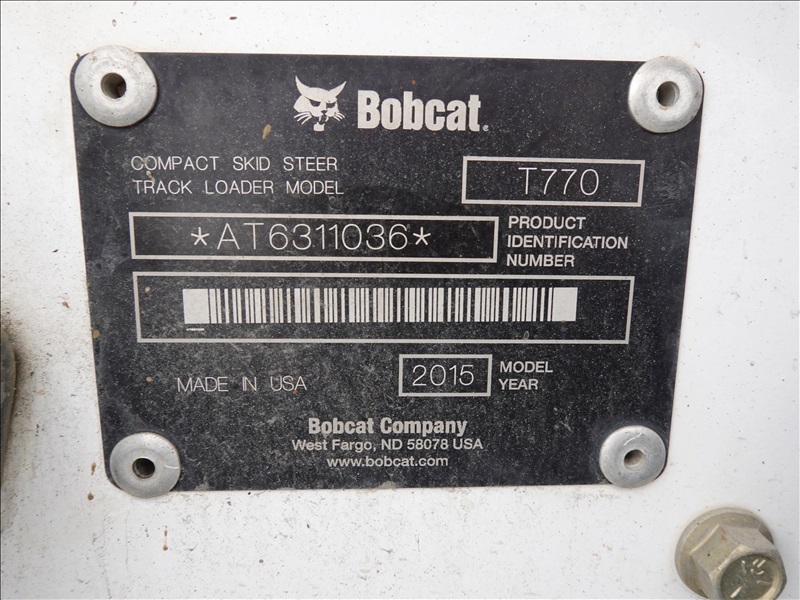 Bobcat
COMPACT SKID STEER
TRACK LOADER MODEL
T770
*AT6311036*
PRODUCT
IDENTIFICATION
NUMBER
MADE IN USA
2015
MODEL
YEAR
Bobcat Company
West Fargo, ND 58078 USA
www.bobcat.com